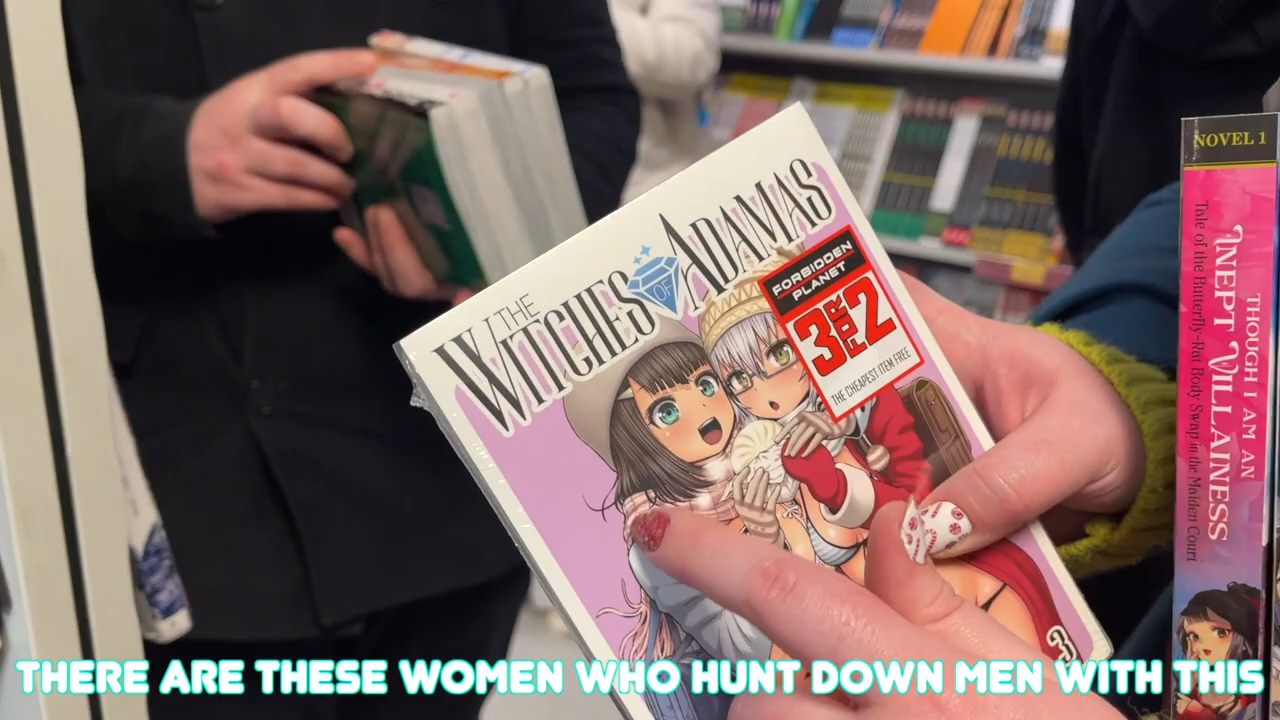 THE
WITCHES OF ADAMAS
FORBIDDEN
PLANET
3 FOR 2
THE CHEAPEST ITEM FREE
3
NOVEL 1
THOUGH I AM AN
INEPT VILLAINESS
Tale of the Butterfly-Rat Body Swap in the Maiden Court
THERE ARE THESE WOMEN WHO HUNT DOWN MEN WITH THIS